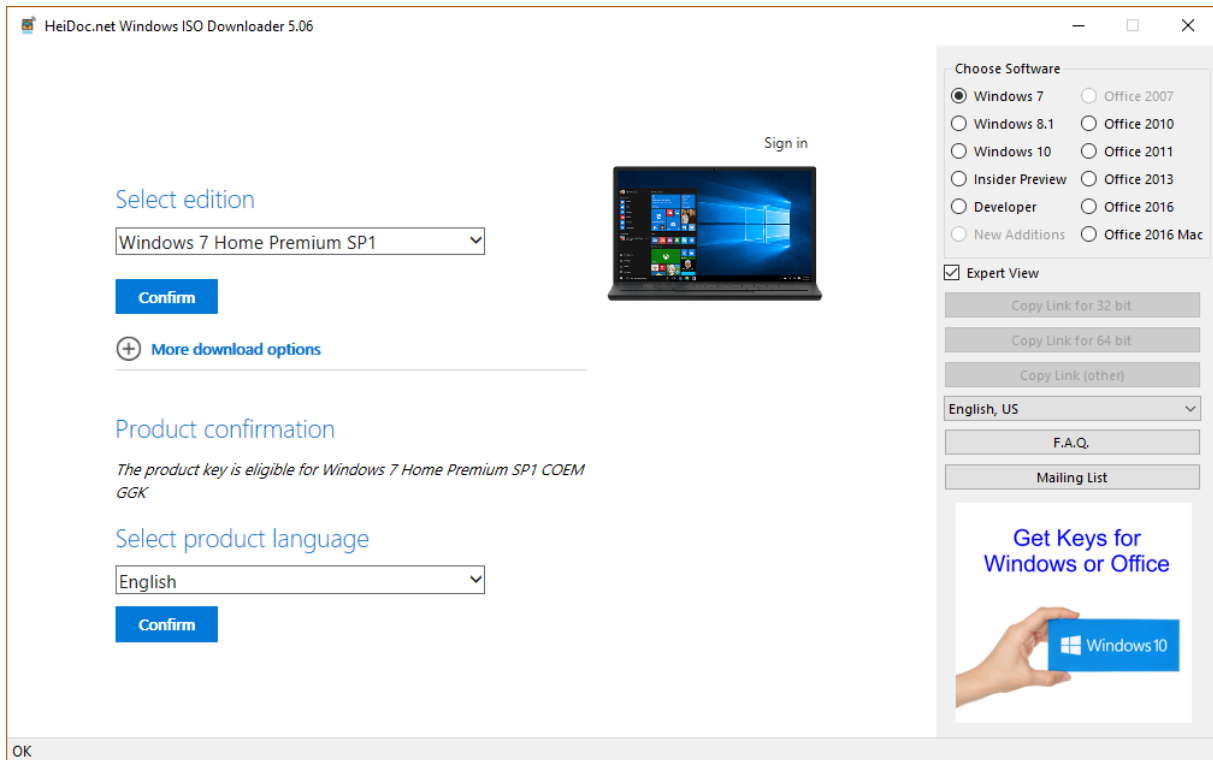 HeiDoc.net Windows ISO Downloader 5.06
Sign in
Select edition
Windows 7 Home Premium SP1
Confirm
More download options
Product confirmation
The product key is eligible for Windows 7 Home Premium SP1 COEM
GGK
Select product language
English
Confirm
Choose Software
Windows 7
Office 2007
Windows 8.1
Office 2010
Windows 10
Office 2011
Insider Preview
Office 2013
Developer
Office 2016
New Additions
Office 2016 Mac
Expert View
Copy Link for 32 bit
Copy Link for 64 bit
Copy Link (other)
English, US
F.A.Q.
Mailing List
Get Keys for
Windows or Office
Windows 10
OK